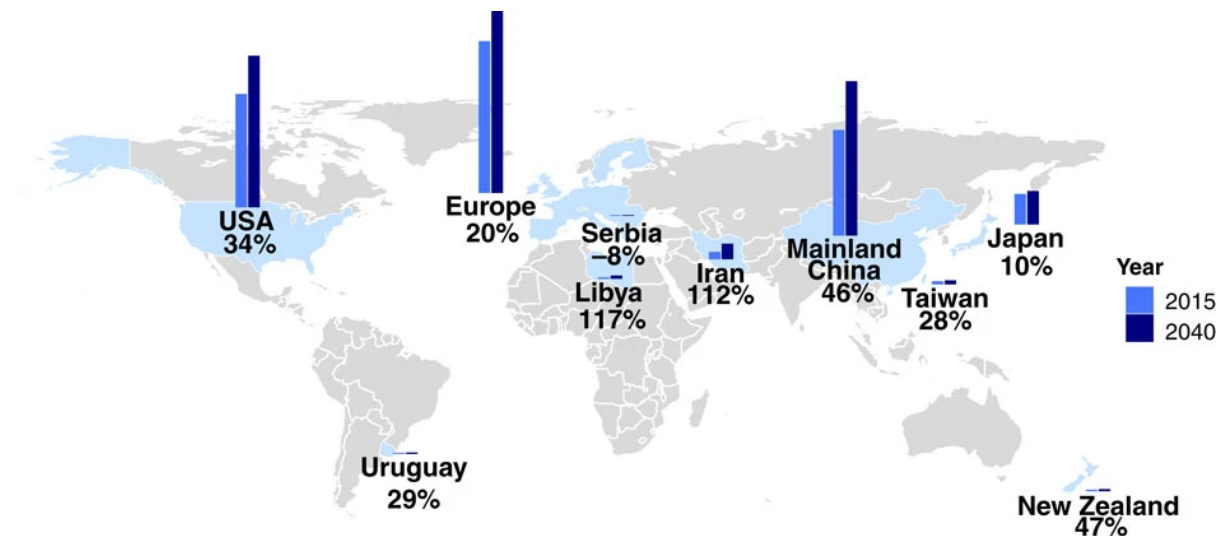 USA
34%
Europe
20%
Serbia
–8%
Libya
117%
Iran
112%
Mainland
China
46%
Taiwan
28%
Japan
10%
Year
2015
2040
Uruguay
29%
New Zealand
47%